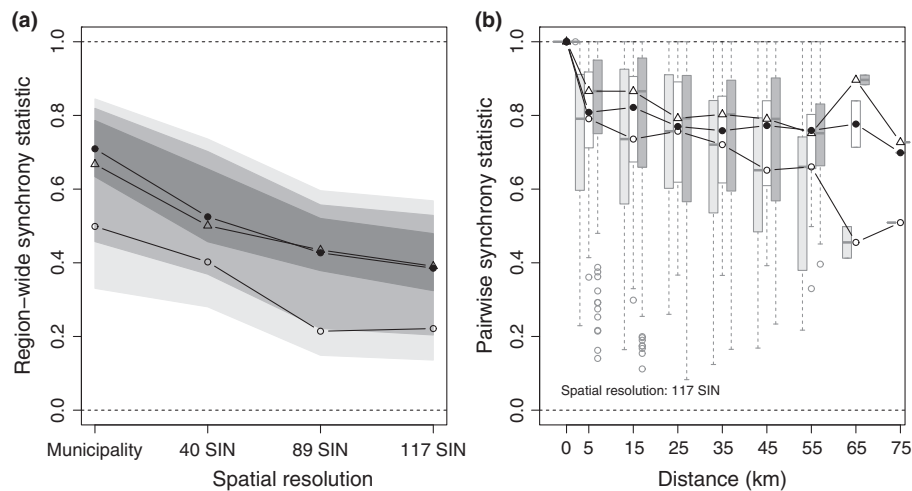 (a)
Region−wide synchrony statistic
1.0
0.8
0.6
0.4
0.2
0.0
Municipality 40 SIN 89 SIN 117 SIN
Spatial resolution
(b)
Pairwise synchrony statistic
1.0
0.8
0.6
0.4
0.2
0.0
Spatial resolution: 117 SIN
0 5 15 25 35 45 55 65 75
Distance (km)